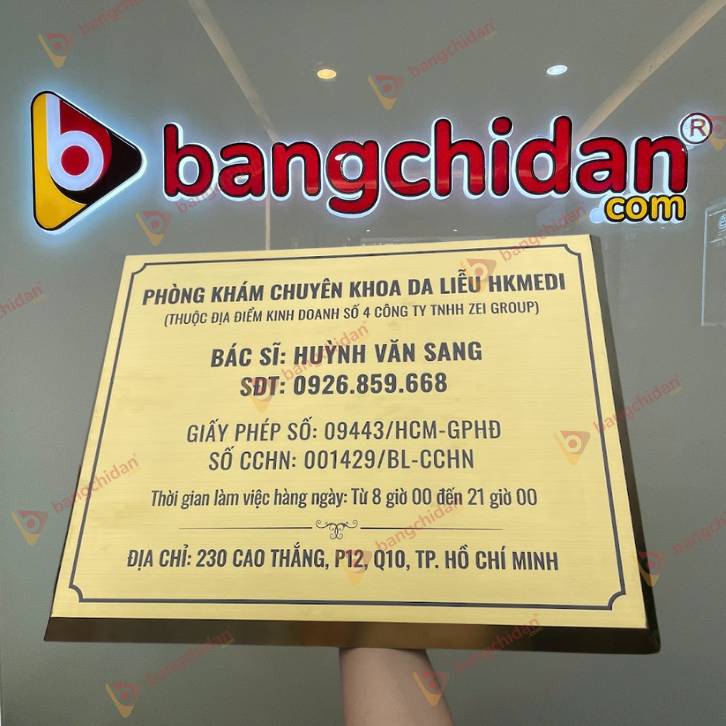 bangchidan®
com
PHÒNG KHÁM CHUYÊN KHOA DA LIỄU HKMEDI
(THUỘC ĐỊA ĐIỂM KINH DOANH SỐ 4 CÔNG TY TNHH ZEI GROUP)
BÁC SĨ: HUỲNH VĂN SANG
SĐT: 0926.859.668
GIẤY PHÉP SỐ: 09443/HCM-GPHĐ
SỐ CCHN: 001429/BL-CCHN
Thời gian làm việc hàng ngày: Từ 8 giờ 00 đến 21 giờ 00
ĐỊA CHỈ: 230 CAO THẮNG, P12, Q10, TP. HỒ CHÍ MINH